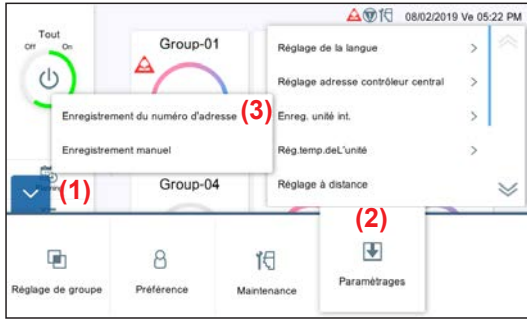 08/02/2019 Ve 05:22 PM
Tout
Off On
Group-01
Réglage de la langue
Réglage adresse contrôleur central
Enregistrement du numéro d'adresse (3)
Enreg. unité int.
Enregistrement manuel
Rég.temp.deL'unité
(1)
Group-04
Réglage à distance
(2)
Réglage de groupe
Préférence
Maintenance
Paramètrages